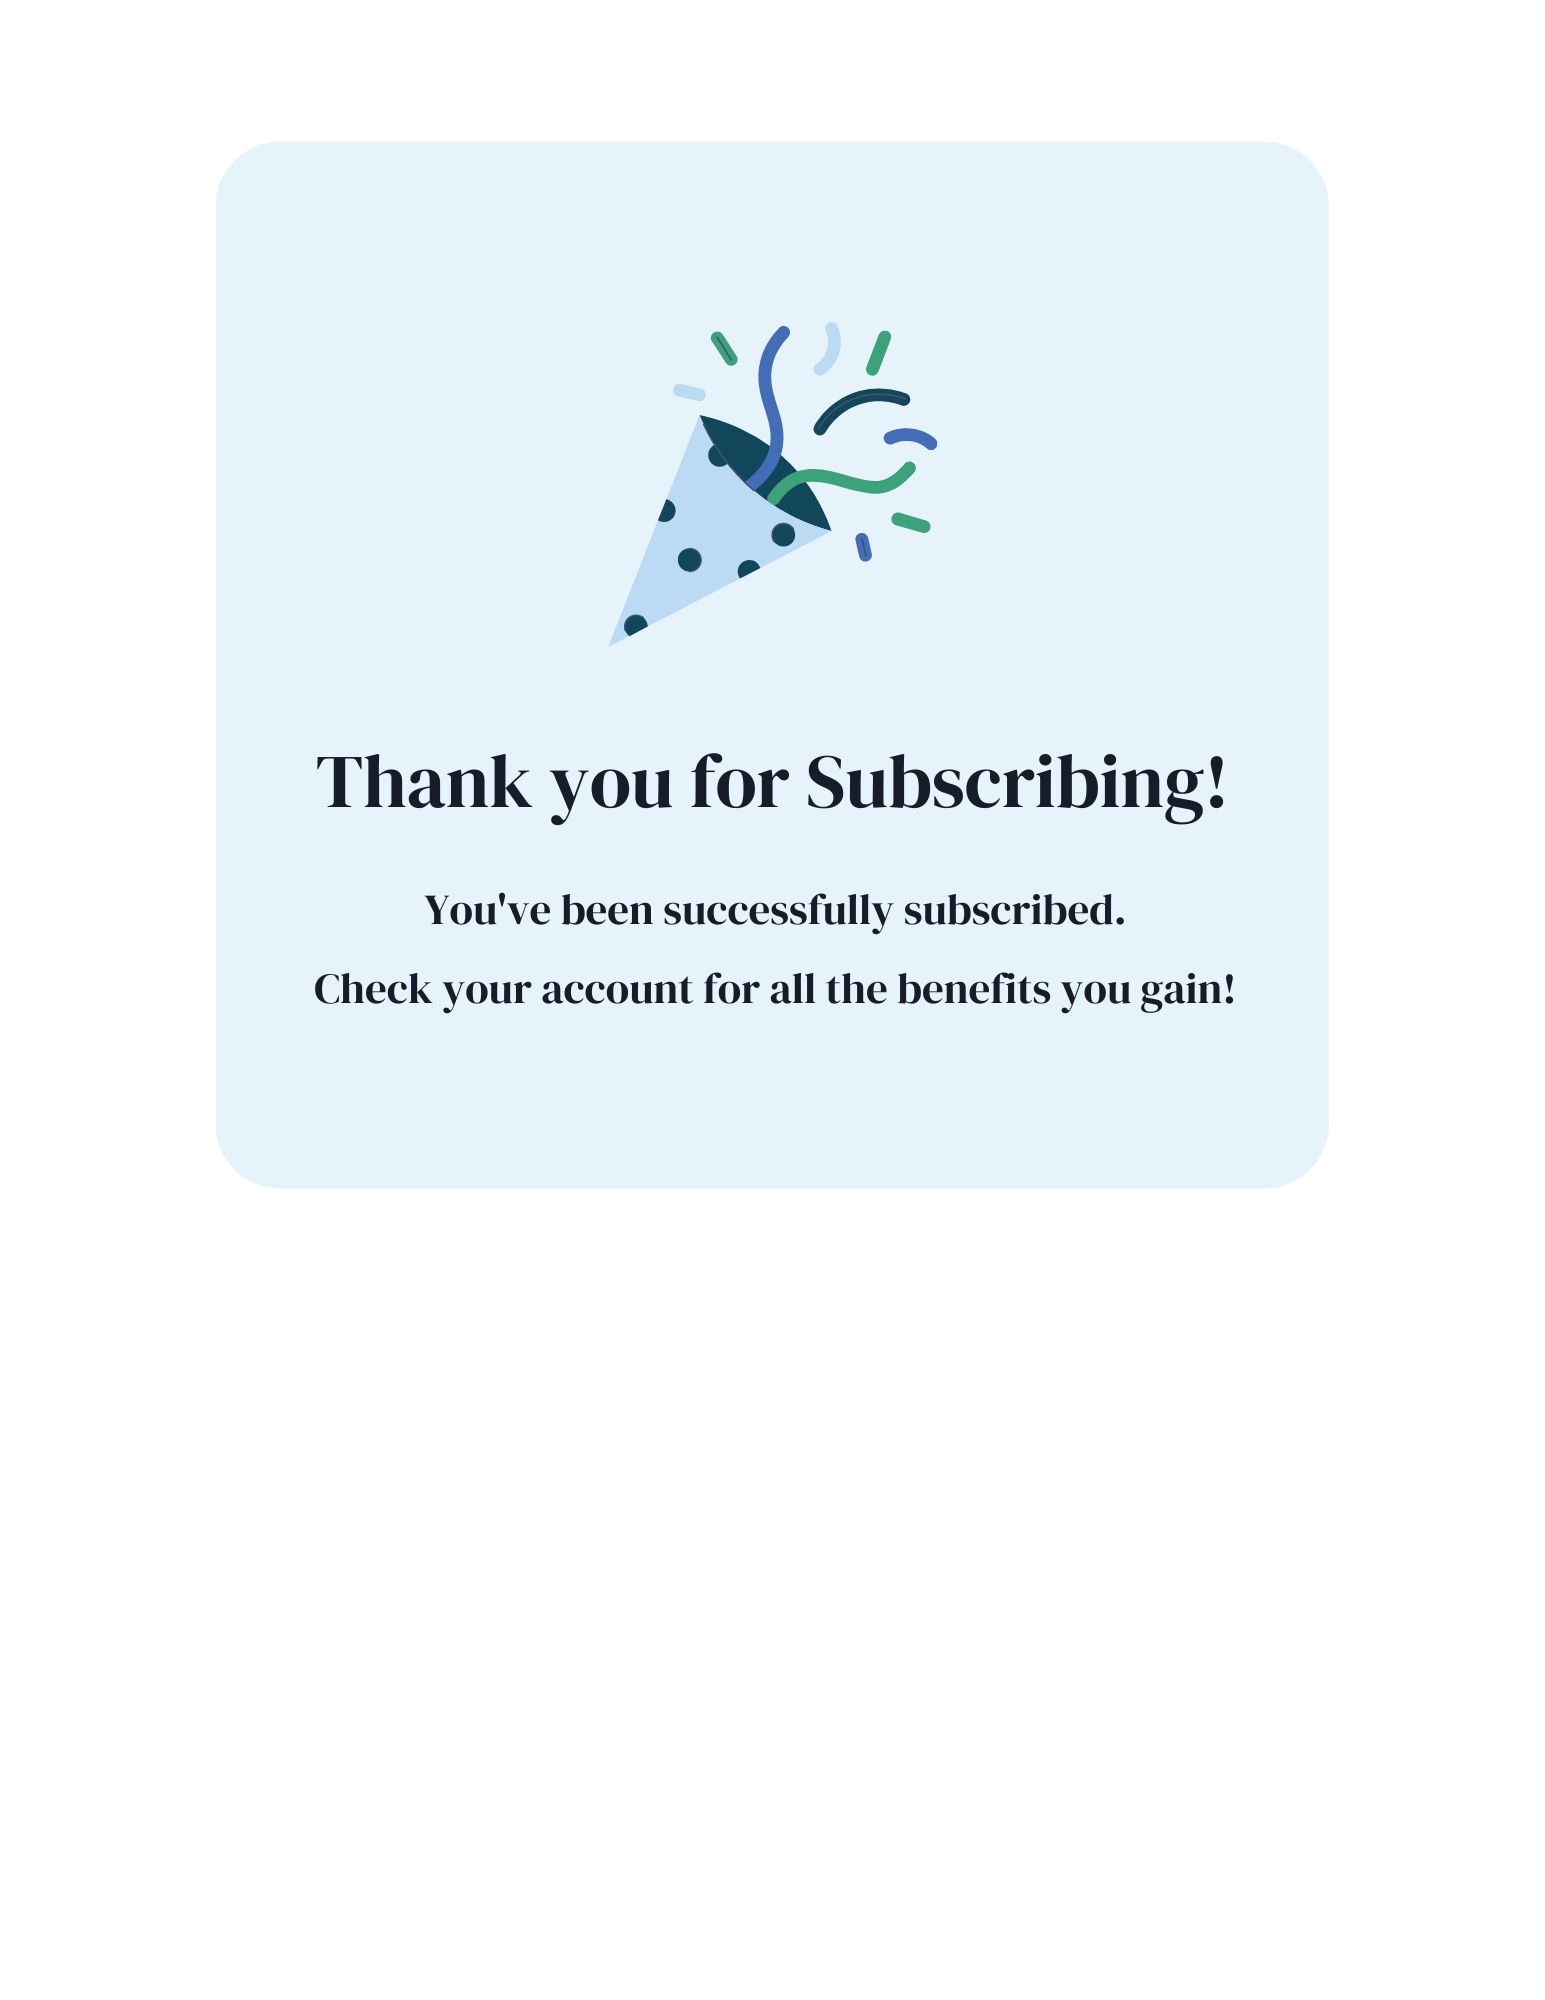 Thank you for Subscribing!
You've been successfully subscribed.
Check your account for all the benefits you gain!